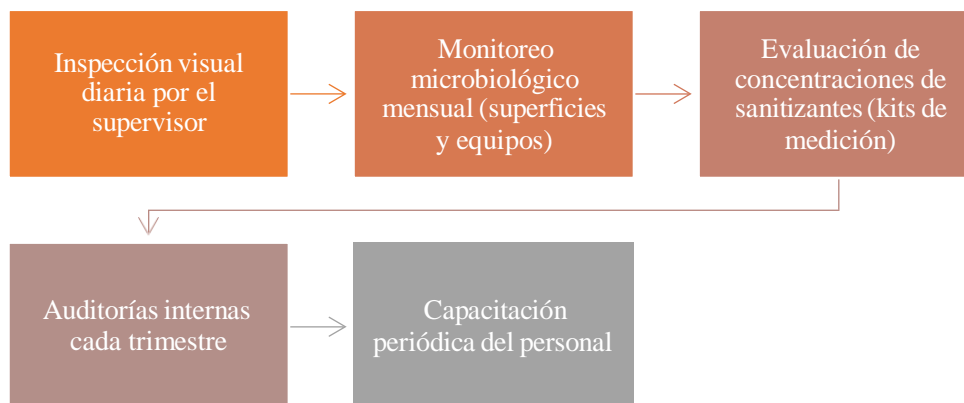 Inspección visual
diaria por el
supervisor
Monitoreo
microbiológico
mensual (superficies
y equipos)
Evaluación de
concentraciones de
sanitizantes (kits de
medición)
Auditorías internas
cada trimestre
Capacitación
periódica del personal